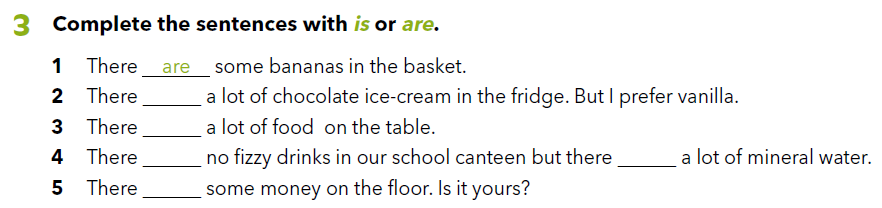 3 Complete the sentences with is or are.
1 There are some bananas in the basket.
2 There ______ a lot of chocolate ice-cream in the fridge. But I prefer vanilla.
3 There ______ a lot of food on the table.
4 There ______ no fizzy drinks in our school canteen but there ______ a lot of mineral water.
5 There ______ some money on the floor. Is it yours?